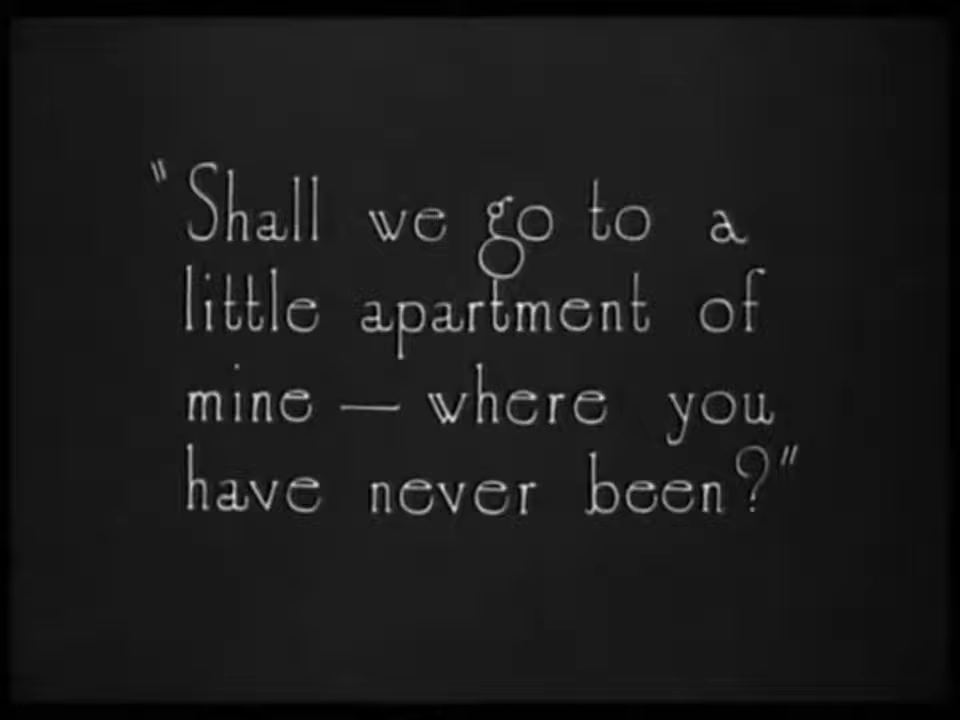 "Shall we go to a
little apartment of
mine — where you
have never been?"